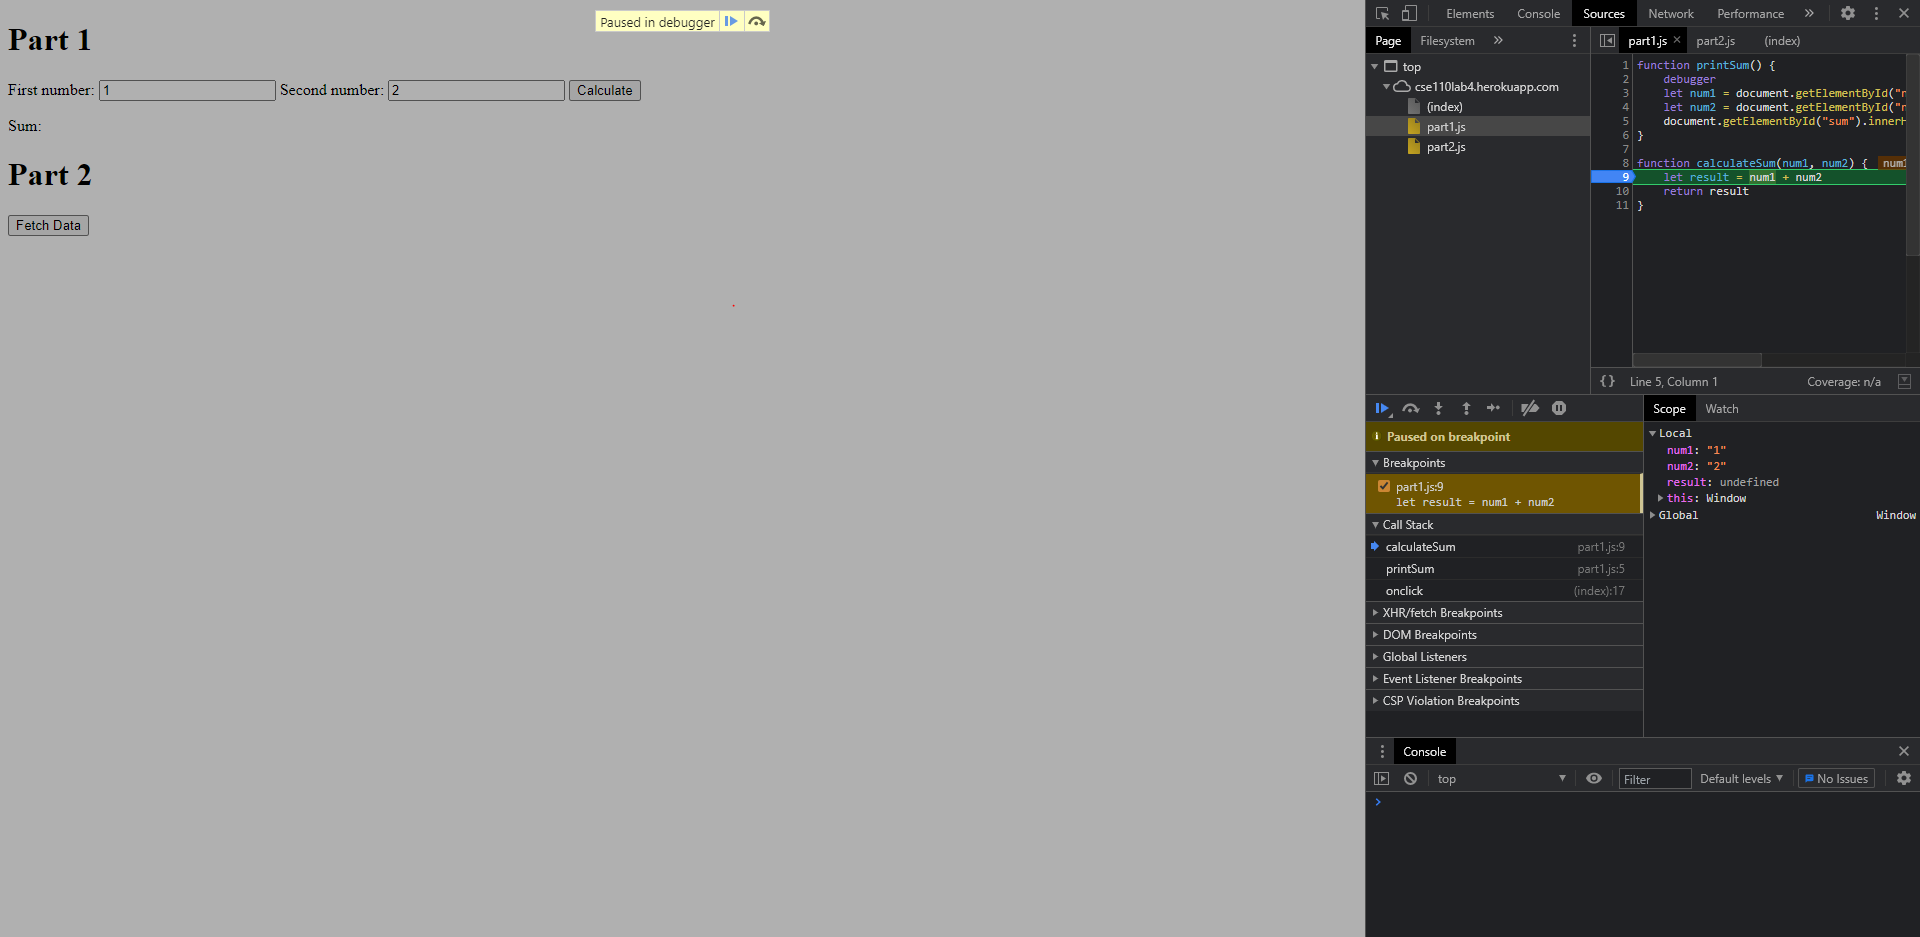 Paused in debugger
Part 1
First number: 1 Second number: 2 Calculate
Sum:
Part 2
Fetch Data
Elements Console Sources Network Performance »
Page Filesystem »
top
cse110lab4.herokuapp.com
(index)
part1.js
part2.js
part1.js × part2.js (index)
1 function printSum() {
2 debugger
3 let num1 = document.getElementById("n
4 let num2 = document.getElementById("n
5 document.getElementById("sum").innerH
6 }
7
8 function calculateSum(num1, num2) { num1
9 let result = num1 + num2
10 return result
11 }
{} Line 5, Column 1 Coverage: n/a
Paused on breakpoint
Breakpoints
part1.js:9
let result = num1 + num2
Call Stack
calculateSum part1.js:9
printSum part1.js:5
onclick (index):17
XHR/fetch Breakpoints
DOM Breakpoints
Global Listeners
Event Listener Breakpoints
CSP Violation Breakpoints
Scope Watch
Local
num1: "1"
num2: "2"
result: undefined
this: Window
Global Window
Console
top Filter Default levels No Issues
>